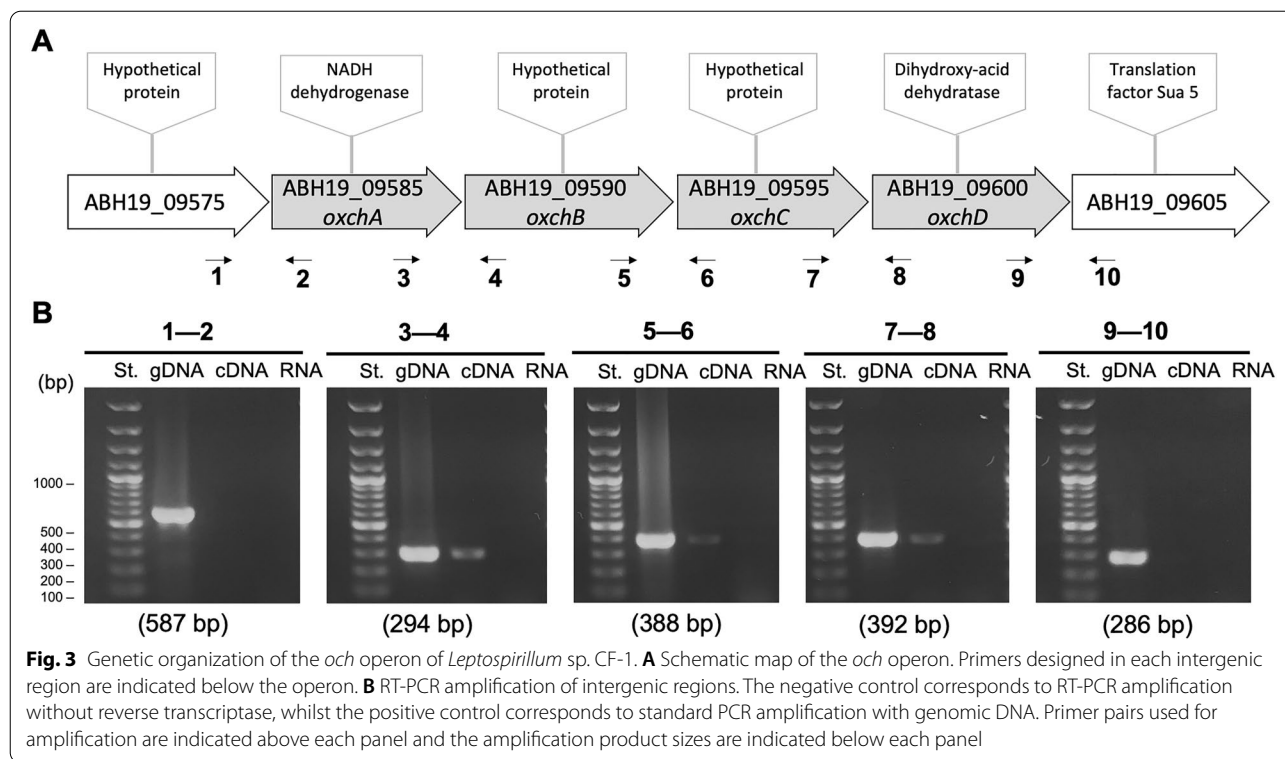 A
Hypothetical protein
NADH dehydrogenase
Hypothetical protein
Hypothetical protein
Dihydroxy-acid dehydratase
Translation factor Sua 5
ABH19_09575
ABH19_09585
oxchA
ABH19_09590
oxchB
ABH19_09595
oxchC
ABH19_09600
oxchD
ABH19_09605
1 2 3 4 5 6 7 8 9 10
B
1—2 3—4 5—6 7—8 9—10
(bp) St. gDNA cDNA RNA St. gDNA cDNA RNA St. gDNA cDNA RNA St. gDNA cDNA RNA St. gDNA cDNA RNA
1000
500
400
300
200
100
(587 bp) (294 bp) (388 bp) (392 bp) (286 bp)
Fig. 3 Genetic organization of the och operon of Leptospirillum sp. CF-1. A Schematic map of the och operon. Primers designed in each intergenic
region are indicated below the operon. B RT-PCR amplification of intergenic regions. The negative control corresponds to RT-PCR amplification
without reverse transcriptase, whilst the positive control corresponds to standard PCR amplification with genomic DNA. Primer pairs used for
amplification are indicated above each panel and the amplification product sizes are indicated below each panel